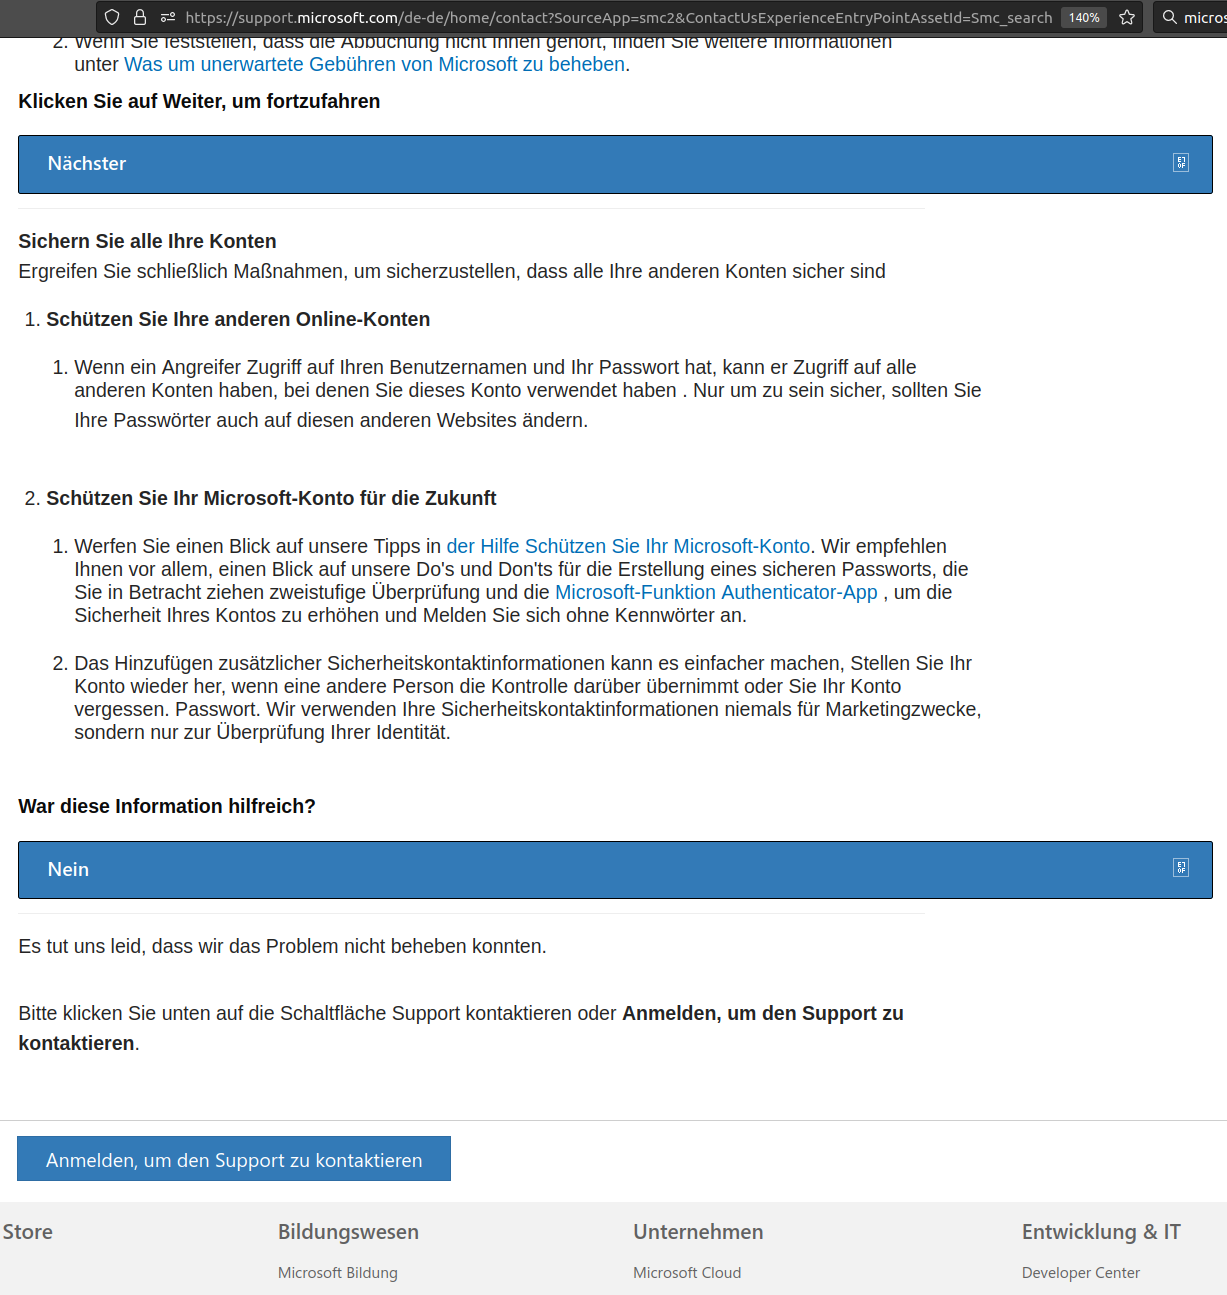 https://support.microsoft.com/de-de/home/contact?SourceApp=smc2&ContactUsExperienceEntryPointAssetId=Smc_search 140% micros
2. Wenn Sie feststellen, dass die Abbuchung nicht Ihnen gehört, finden Sie weitere Informationen
unter Was um unerwartete Gebühren von Microsoft zu beheben.
Klicken Sie auf Weiter, um fortzufahren
Nächster
Sichern Sie alle Ihre Konten
Ergreifen Sie schließlich Maßnahmen, um sicherzustellen, dass alle Ihre anderen Konten sicher sind
1. Schützen Sie Ihre anderen Online-Konten
1. Wenn ein Angreifer Zugriff auf Ihren Benutzernamen und Ihr Passwort hat, kann er Zugriff auf alle
anderen Konten haben, bei denen Sie dieses Konto verwendet haben . Nur um zu sein sicher, sollten Sie
Ihre Passwörter auch auf diesen anderen Websites ändern.
2. Schützen Sie Ihr Microsoft-Konto für die Zukunft
1. Werfen Sie einen Blick auf unsere Tipps in der Hilfe Schützen Sie Ihr Microsoft-Konto. Wir empfehlen
Ihnen vor allem, einen Blick auf unsere Do's und Don'ts für die Erstellung eines sicheren Passworts, die
Sie in Betracht ziehen zweistufige Überprüfung und die Microsoft-Funktion Authenticator-App , um die
Sicherheit Ihres Kontos zu erhöhen und Melden Sie sich ohne Kennwörter an.
2. Das Hinzufügen zusätzlicher Sicherheitskontaktinformationen kann es einfacher machen, Stellen Sie Ihr
Konto wieder her, wenn eine andere Person die Kontrolle darüber übernimmt oder Sie Ihr Konto
vergessen. Passwort. Wir verwenden Ihre Sicherheitskontaktinformationen niemals für Marketingzwecke,
sondern nur zur Überprüfung Ihrer Identität.
War diese Information hilfreich?
Nein
Es tut uns leid, dass wir das Problem nicht beheben konnten.
Bitte klicken Sie unten auf die Schaltfläche Support kontaktieren oder Anmelden, um den Support zu
kontaktieren.
Anmelden, um den Support zu kontaktieren
Store Bildungswesen Unternehmen Entwicklung & IT
Microsoft Bildung Microsoft Cloud Developer Center